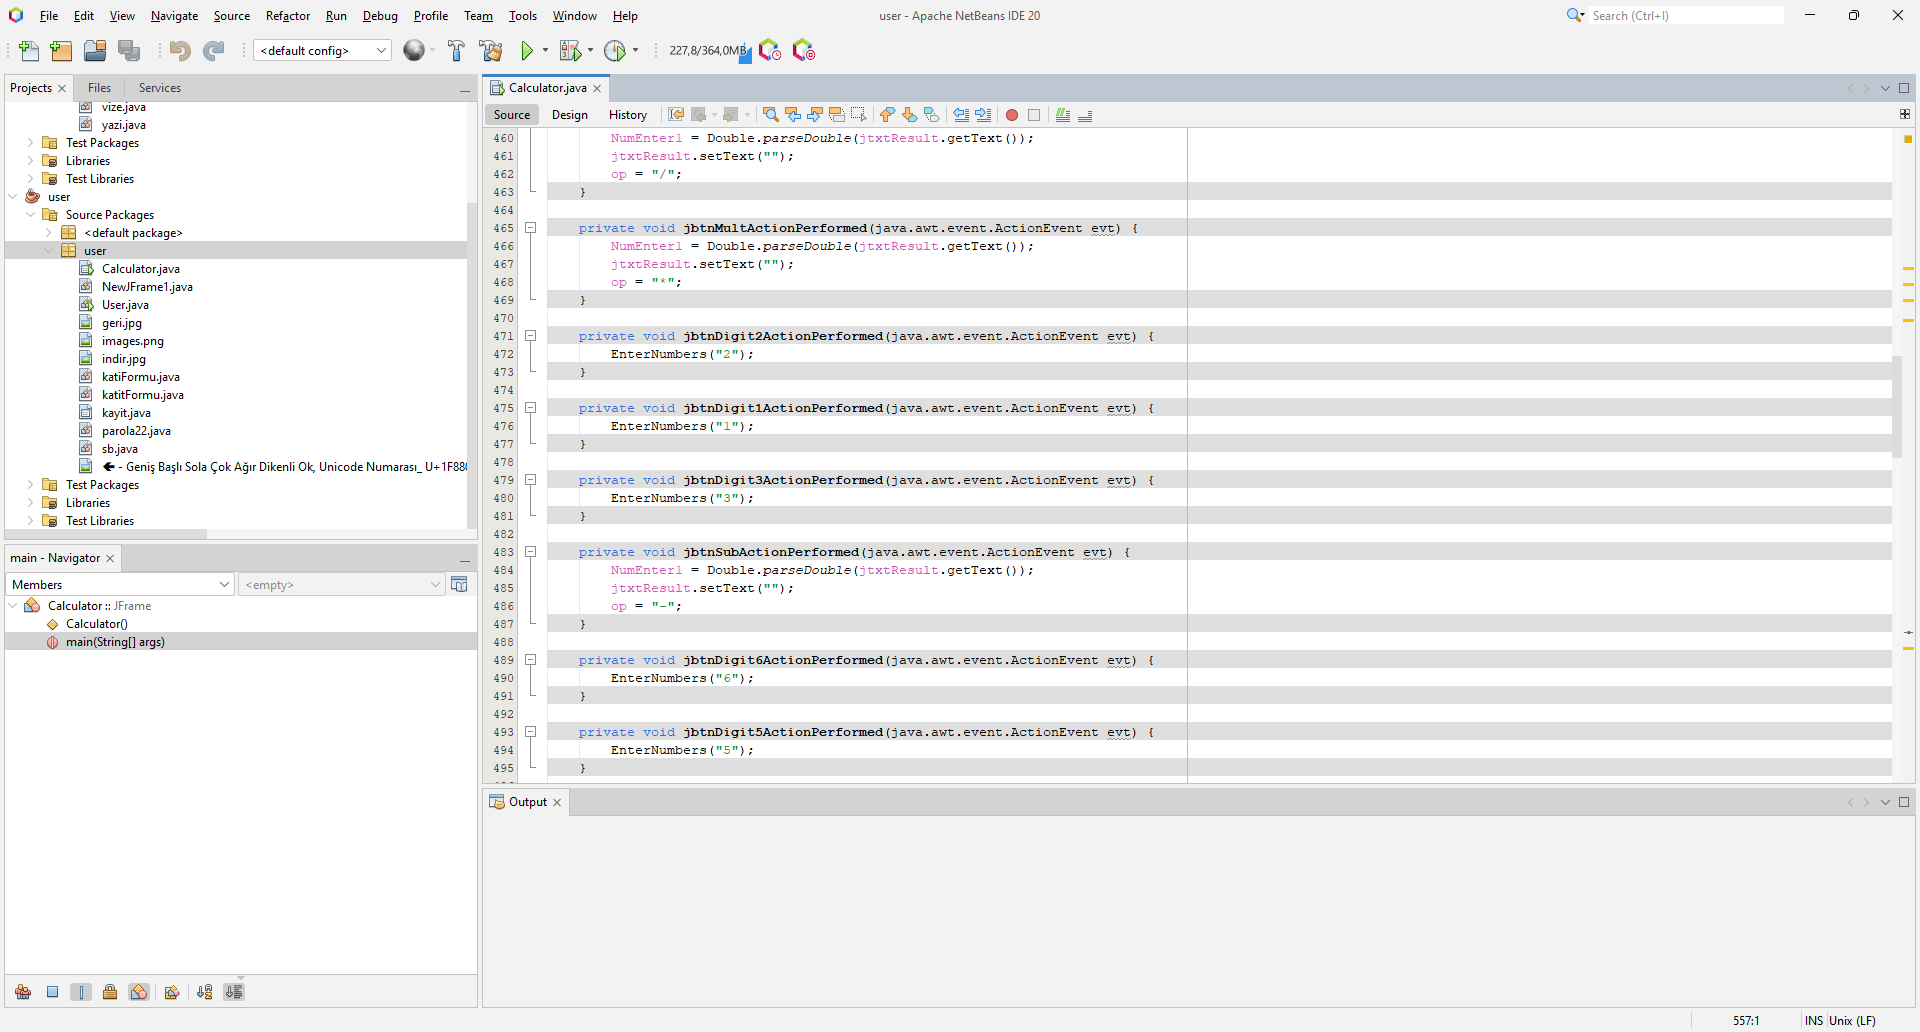 File Edit View Navigate Source Refactor Run Debug Profile Team Tools Window Help
user - Apache NetBeans IDE 20
Search (Ctrl+I)
<default config>
227,8/364,0MB
Projects Files Services
vize.java
yazi.java
Test Packages
Libraries
Test Libraries
user
Source Packages
<default package>
user
Calculator.java
NewJFrame1.java
User.java
geri.jpg
images.png
indir.jpg
katiFormu.java
katitFormu.java
kayit.java
parola22.java
sb.java
🡰 - Geniş Başlı Sola Çok Ağır Dikenli Ok, Unicode Numarası_ U+1F88
Test Packages
Libraries
Test Libraries
main - Navigator
Members
<empty>
Calculator :: JFrame
Calculator()
main(String[] args)
Calculator.java
Source Design History
460 NumEnter1 = Double.parseDouble(jtxtResult.getText());
461 jtxtResult.setText("");
462 op = "/";
463 }
464
465 private void jbtnMultActionPerformed(java.awt.event.ActionEvent evt) {
466 NumEnter1 = Double.parseDouble(jtxtResult.getText());
467 jtxtResult.setText("");
468 op = "*";
469 }
470
471 private void jbtnDigit2ActionPerformed(java.awt.event.ActionEvent evt) {
472 EnterNumbers("2");
473 }
474
475 private void jbtnDigit1ActionPerformed(java.awt.event.ActionEvent evt) {
476 EnterNumbers("1");
477 }
478
479 private void jbtnDigit3ActionPerformed(java.awt.event.ActionEvent evt) {
480 EnterNumbers("3");
481 }
482
483 private void jbtnSubActionPerformed(java.awt.event.ActionEvent evt) {
484 NumEnter1 = Double.parseDouble(jtxtResult.getText());
485 jtxtResult.setText("");
486 op = "-";
487 }
488
489 private void jbtnDigit6ActionPerformed(java.awt.event.ActionEvent evt) {
490 EnterNumbers("6");
491 }
492
493 private void jbtnDigit5ActionPerformed(java.awt.event.ActionEvent evt) {
494 EnterNumbers("5");
495 }
Output
557:1 INS Unix (LF)